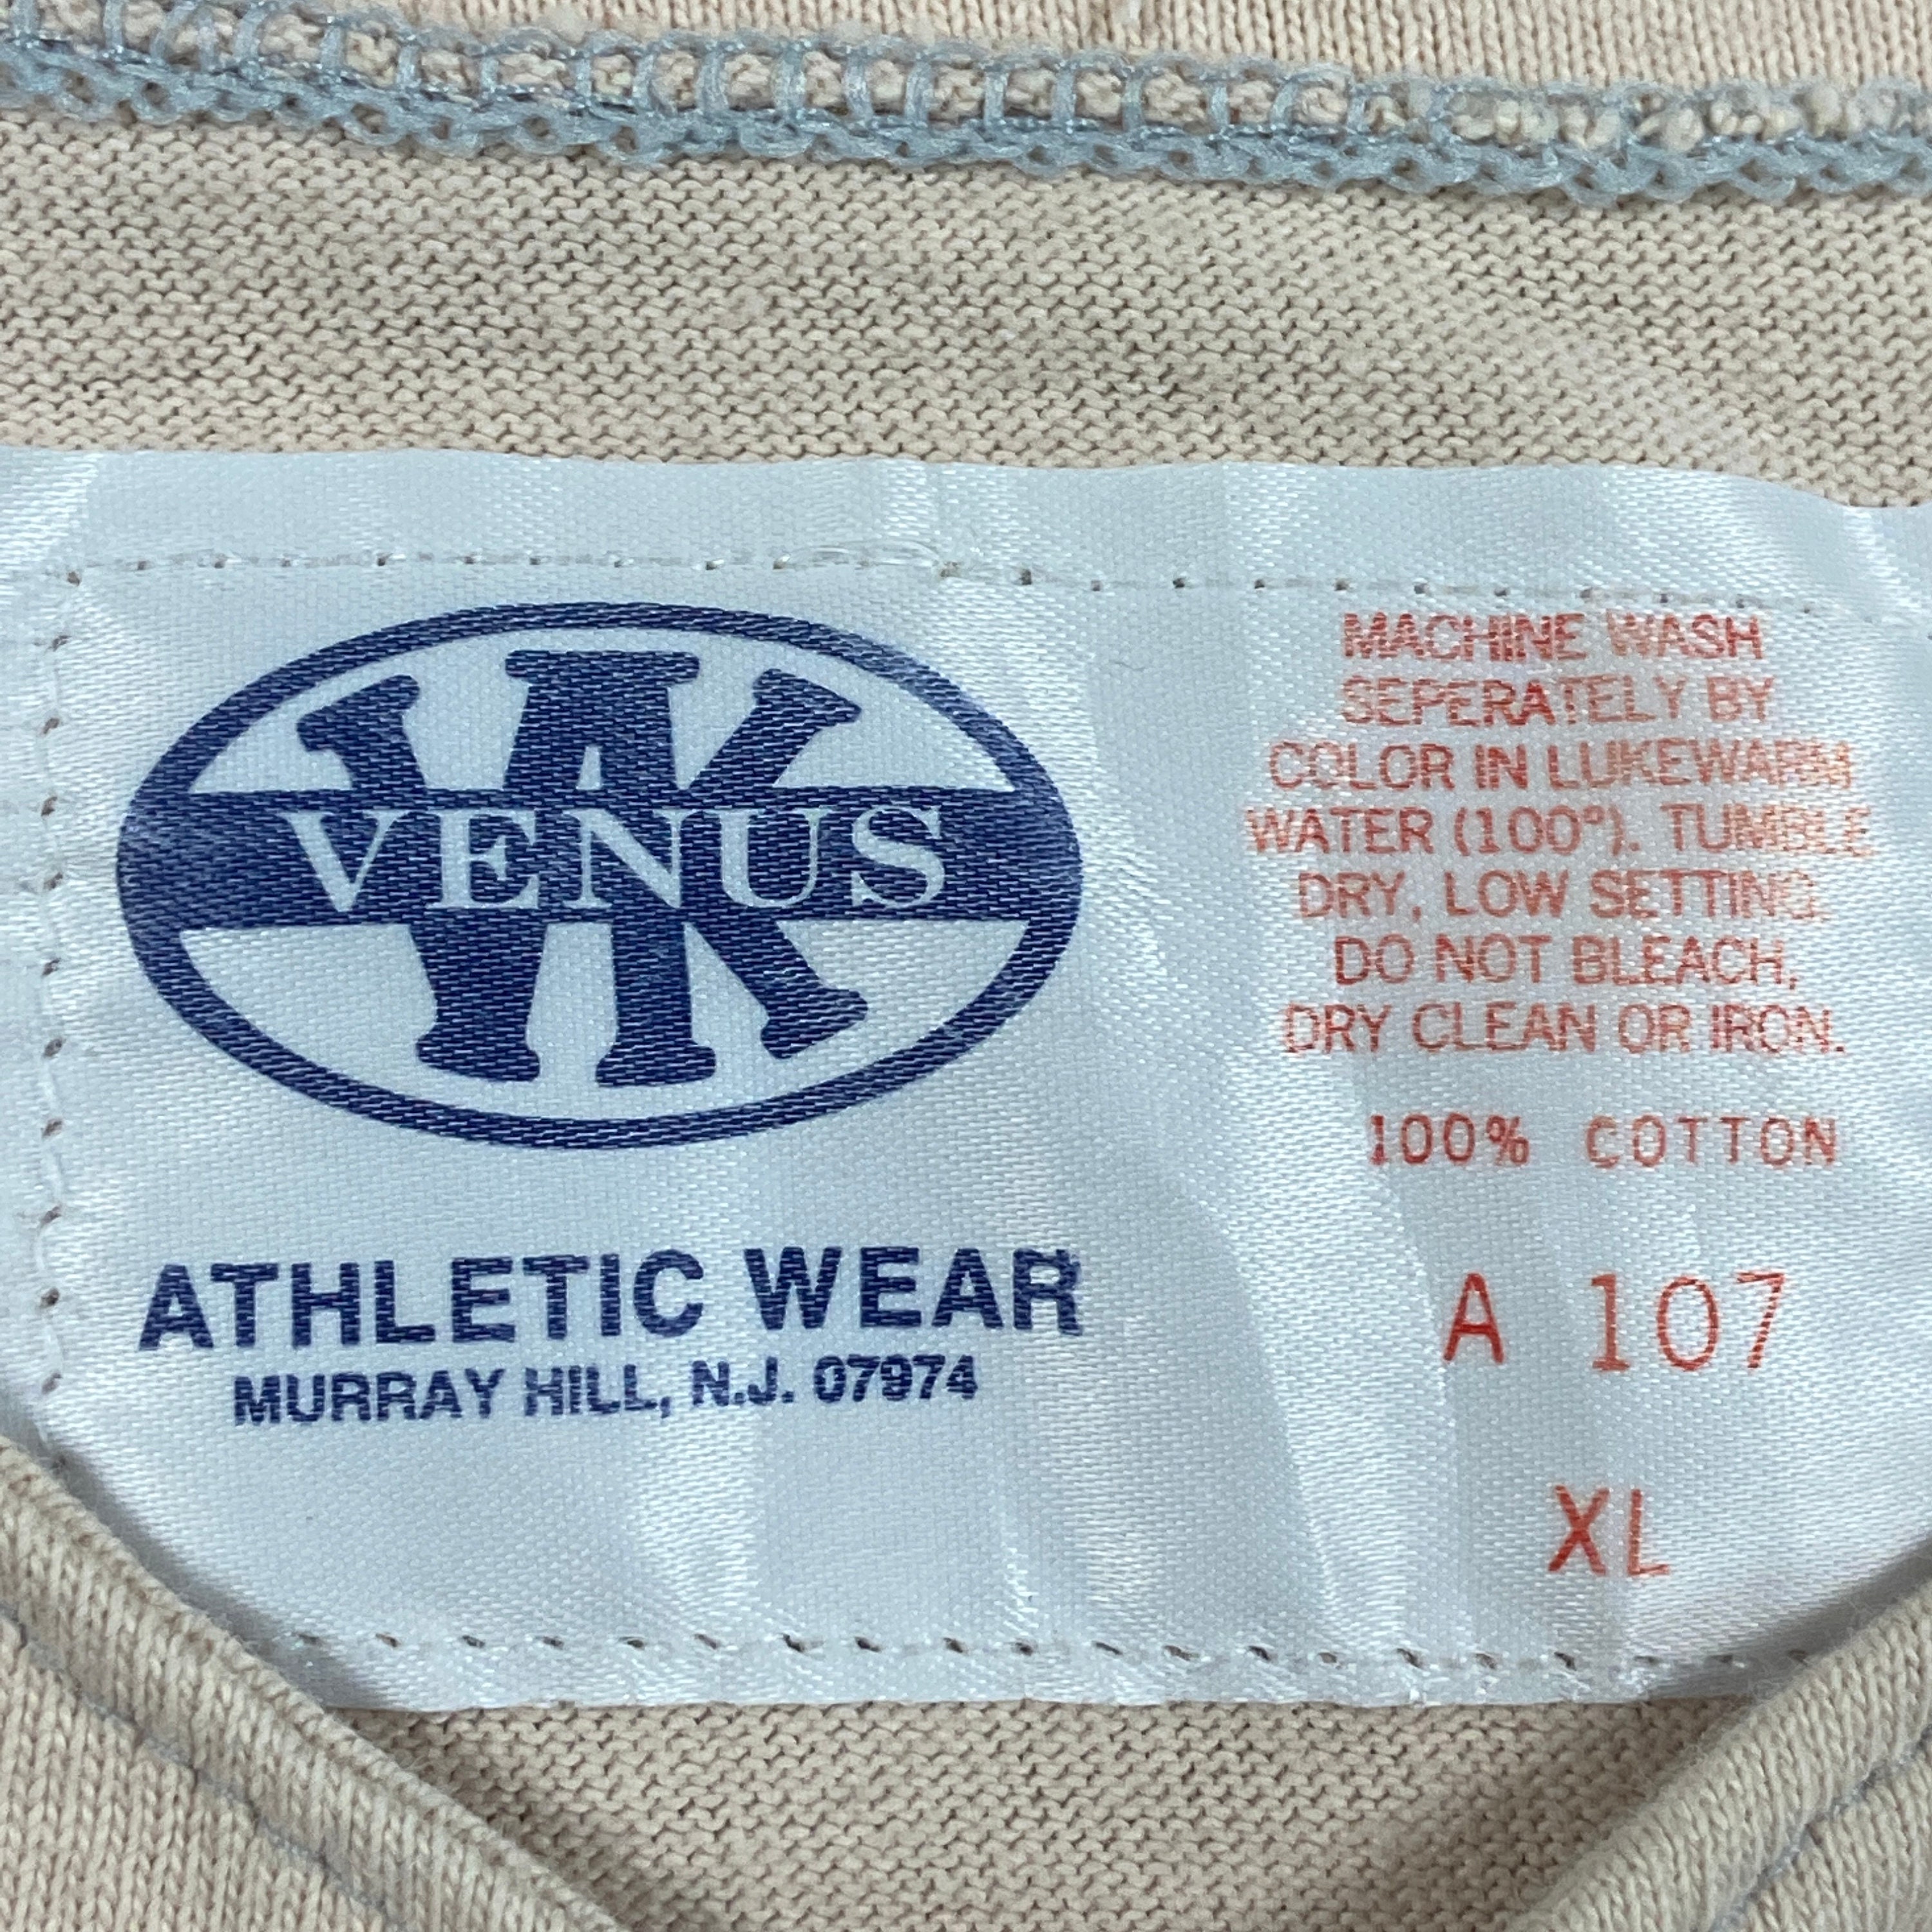 VENUS
ATHLETIC WEAR
MURRAY HILL, N.J. 07974
MACHINE WASH
SEPERATELY BY
COLOR IN LUKEWARM
WATER (100°). TUMBLE
DRY, LOW SETTING.
DO NOT BLEACH,
DRY CLEAN OR IRON.
100% COTTON
A 107
XL